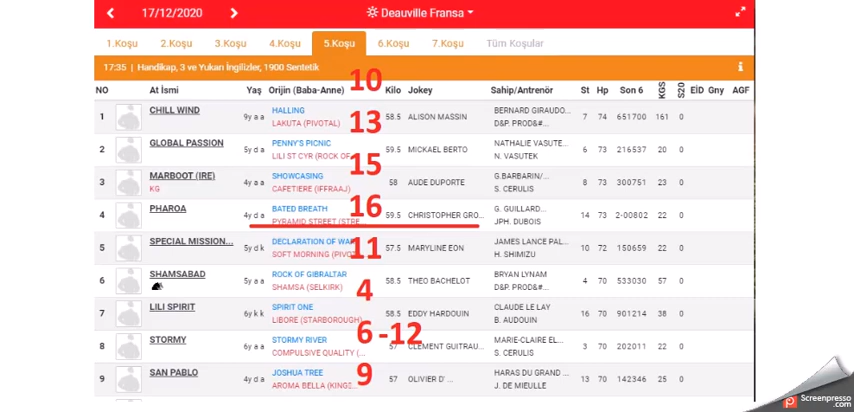 17/12/2020 Deauville Fransa
1.Koşu 2.Koşu 3.Koşu 4.Koşu 5.Koşu 6.Koşu 7.Koşu Tüm Koşular
17:35 | Handikap, 3 ve Yukarı İngilizler, 1900 Sentetik
10
NO At İsmi Yaş Orijin (Baba-Anne) Kilo Jokey Sahip/Antrenör St Hp Son 6 KGS S20 EİD Gny AGF
1 CHILL WIND 9y a a HALLING 58.5 ALISON MASSIN BERNARD GIRAUDO... 7 74 651700 161 0
LAKUTA (PIVOTAL) D&P. PROD&#...
13
2 GLOBAL PASSION 5y d a PENNY'S PICNIC 59.5 MICKAEL BERTO NATHALIE VASUTE... 6 73 216537 20 0
LILI ST CYR (ROCK OF N. VASUTEK
15
3 MARBOOT (IRE) 4y a a SHOWCASING 58 AUDE DUPORTE G.BARBARIN/... 8 73 300751 23 0
KG CAFETIERE (IFFRAAJ) S. CERULIS
16
4 PHAROA 4y d a BATED BREATH 59.5 CHRISTOPHER GRO... G. GUILLARD... 14 73 2-00802 22 0
PYRAMID STREET (STRE... JPH. DUBOIS
11
5 SPECIAL MISSION... 5y d k DECLARATION OF WAR 57.5 MARYLINE EON JAMES LANCE PAL... 10 72 150659 22 0
SOFT MORNING (PIVOT H. SHIMIZU
4
6 SHAMSABAD 5y a a ROCK OF GIBRALTAR 58.5 THEO BACHELOT BRYAN LYNAM 4 70 533030 57 0
SHAMSA (SELKIRK) D&P. PROD&#...
7 LILI SPIRIT 6y k k SPIRIT ONE 58.5 EDDY HARDOUIN CLAUDE LE LAY 16 70 901214 38 0
LIBORE (STARBOROUGH) B. AUDOUIN
6 -12
8 STORMY 6y a a STORMY RIVER 57 CLEMENT GUITRAU... MARIE-CLAIRE EL... 3 70 202011 22 0
COMPULSIVE QUALITY (... S. CERULIS
9
9 SAN PABLO 4y d a JOSHUA TREE 57 OLIVIER D' ... HARAS DU GRAND ... 13 70 142346 25 0
AROMA BELLA (KINGS... J. DE MIEULLE
Screenpresso
.com